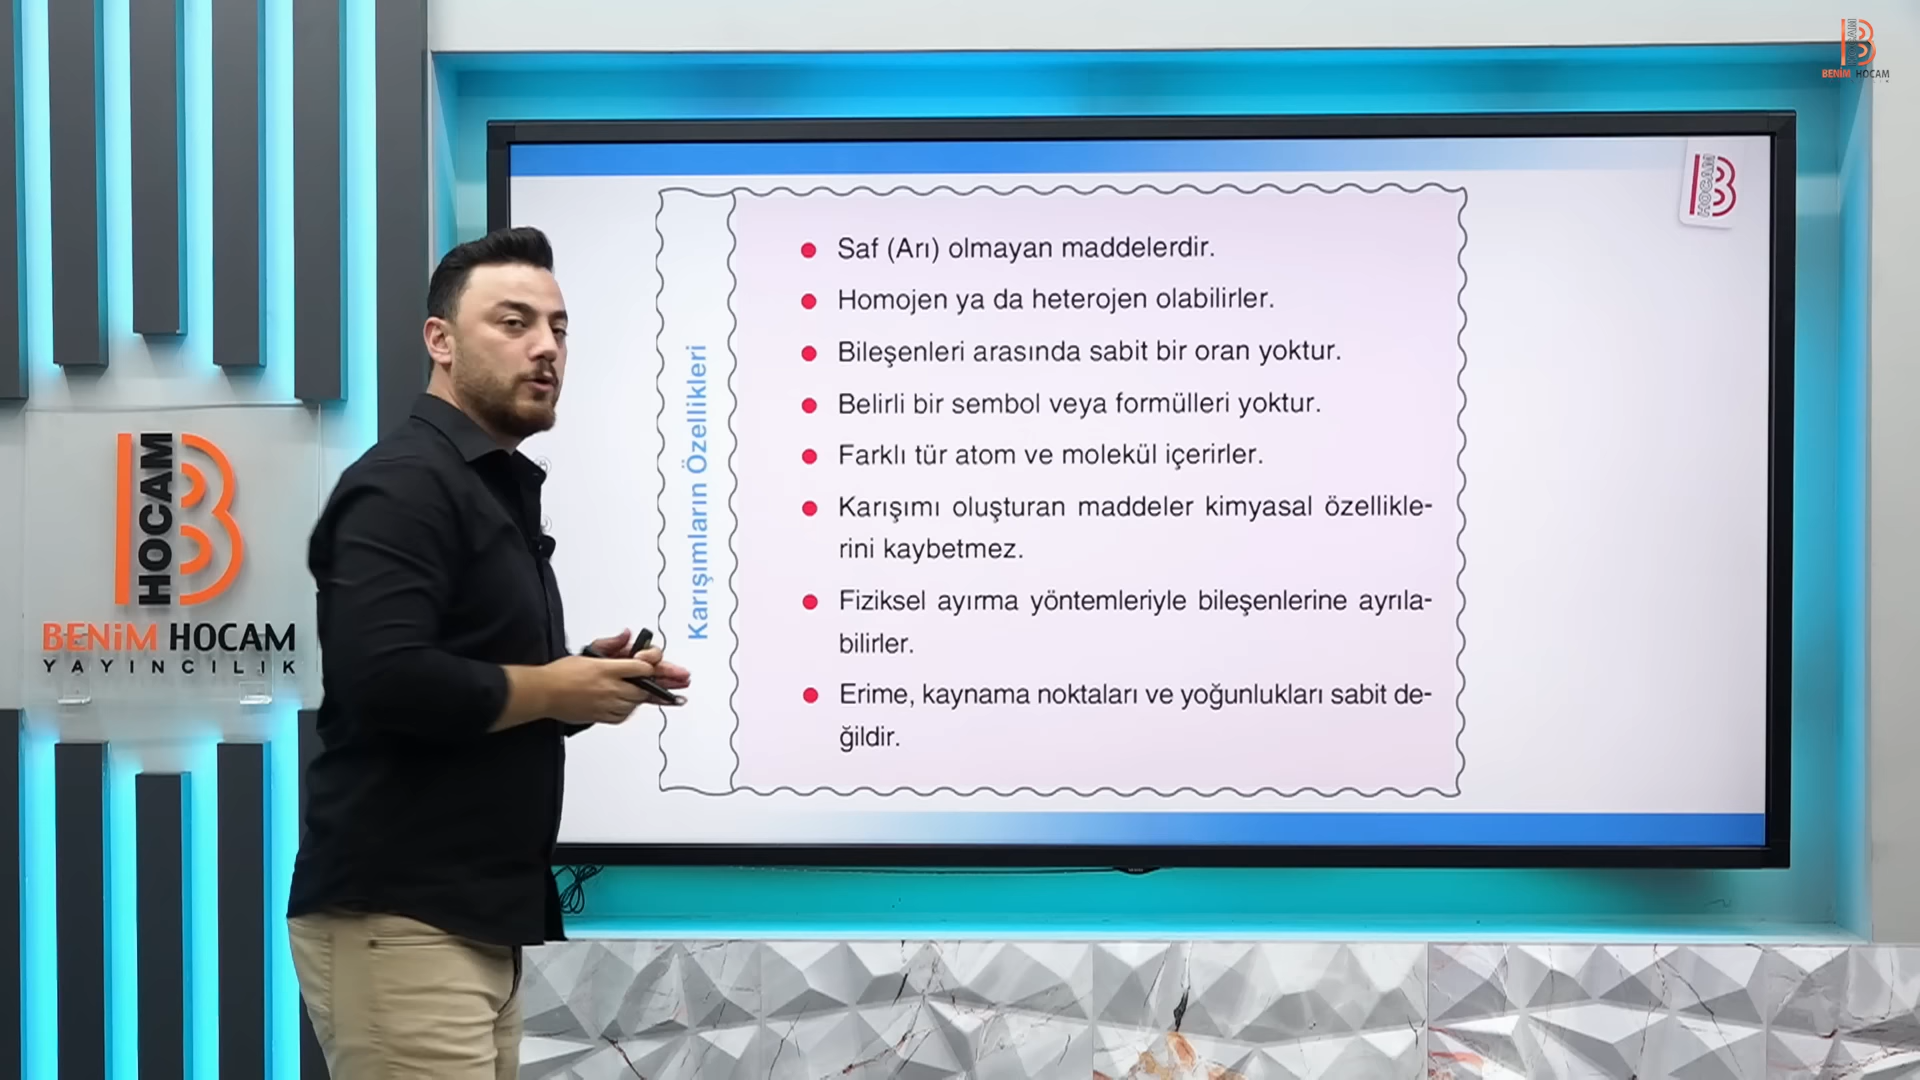 BENİM HOCAM
HOCAM
Karışımların Özellikleri
Saf (Arı) olmayan maddelerdir.
Homojen ya da heterojen olabilirler.
Bileşenleri arasında sabit bir oran yoktur.
Belirli bir sembol veya formülleri yoktur.
Farklı tür atom ve molekül içerirler.
Karışımı oluşturan maddeler kimyasal özellikle-
rini kaybetmez.
Fiziksel ayırma yöntemleriyle bileşenlerine ayrıla-
bilirler.
Erime, kaynama noktaları ve yoğunlukları sabit de-
ğildir.
HOCAM
BENiM HOCAM
YAYINCILIK